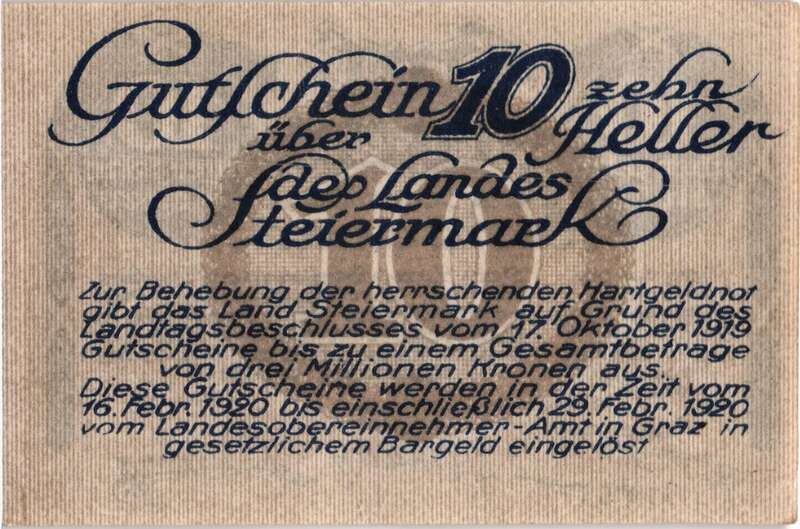 Gutschein 10 zehn
über Heller
des Landes
Steiermark
Zur Behebung der herrschenden Hartgeldnot
gibt das Land Steiermark auf Grund des
Landtagsbeschlusses vom 17. Oktober 1919
Gutscheine bis zu einem Gesamtbetrage
von drei Millionen Kronen aus.
Diese Gutscheine werden in der Zeit vom
16. Febr. 1920 bis einschließlich 29. Febr. 1920
vom Landesobereinnehmer-Amt in Graz in
gesetzlichem Bargeld eingelöst
10